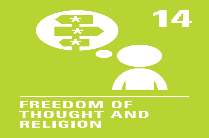 14
FREEDOM OF
THOUGHT AND
RELIGION